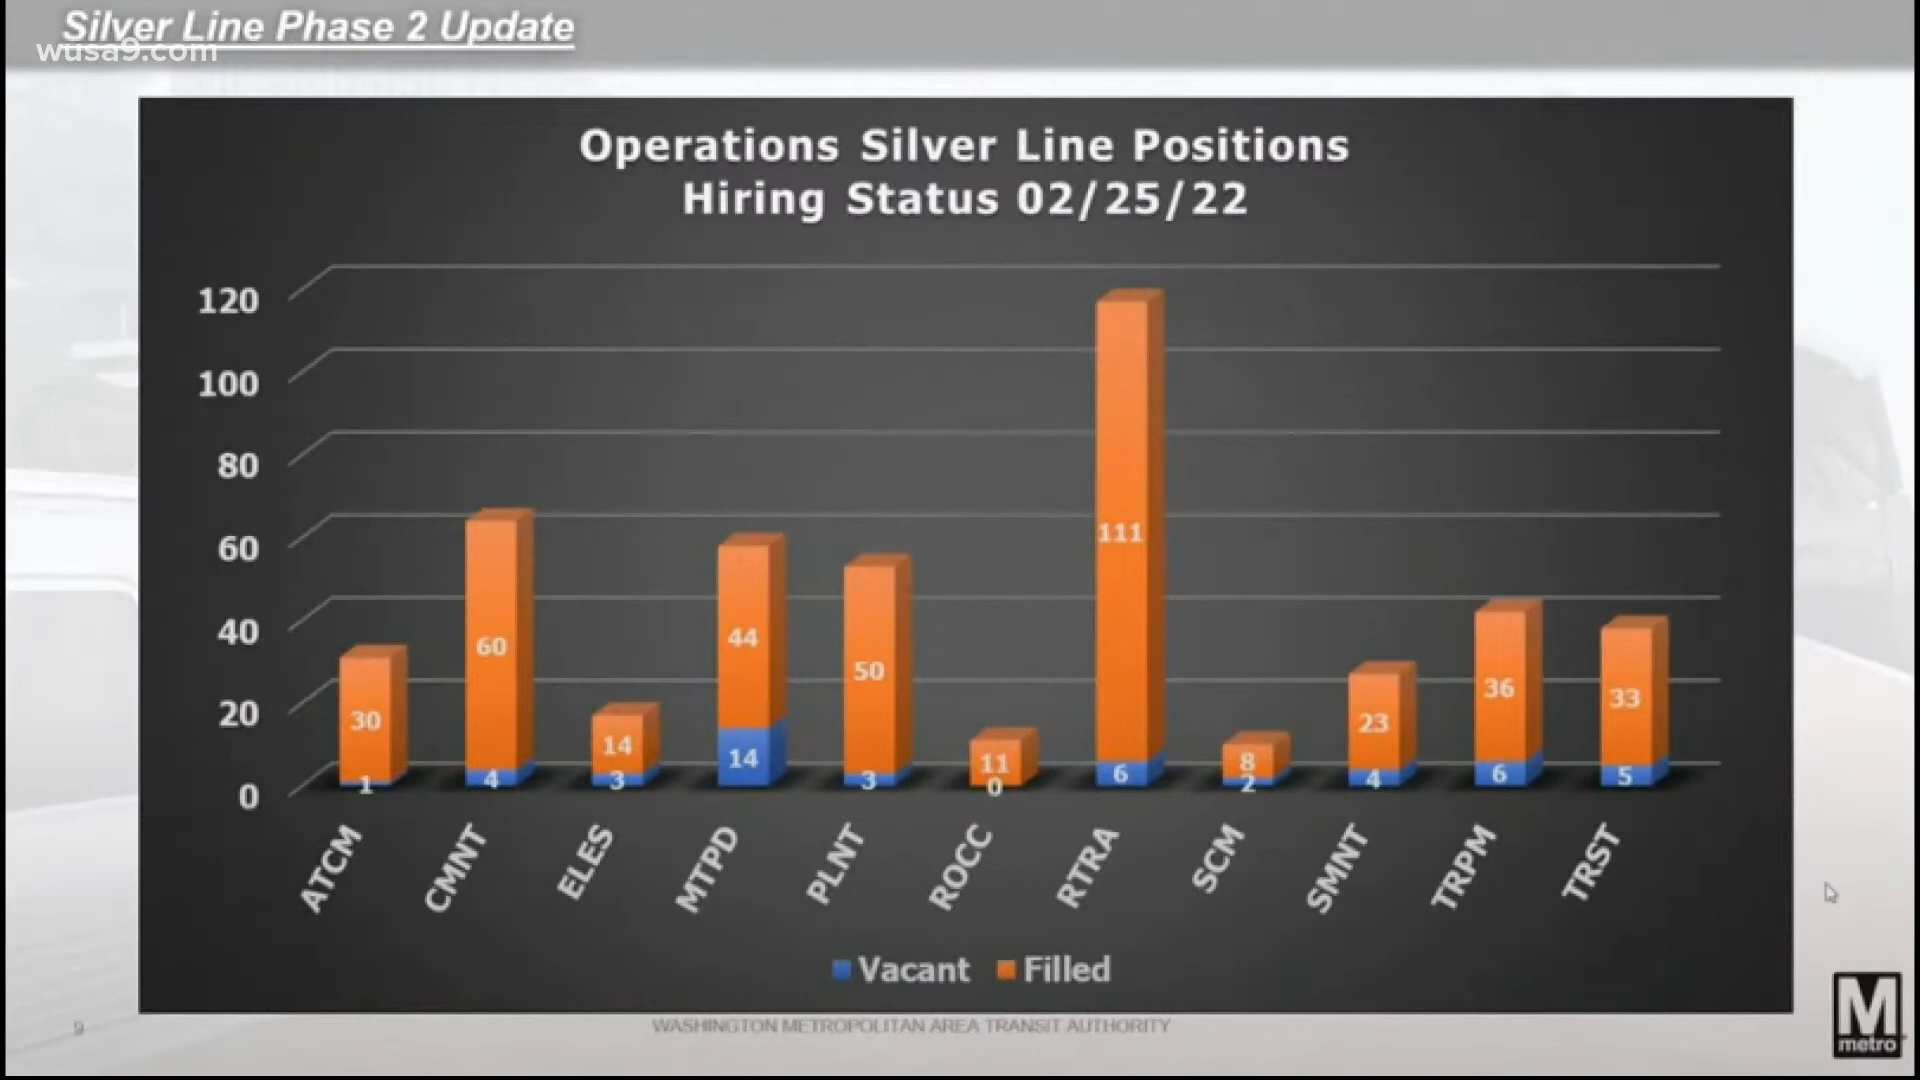 Silver Line Phase 2 Update
wusa9.com
Operations Silver Line Positions
Hiring Status 02/25/22
120
100
80
60
40
20
0
30
1
60
4
14
3
44
14
50
3
11
0
111
6
8
2
23
4
36
6
33
5
ATCM
CMNT
ELES
MTPD
PLNT
ROCC
RTRA
SCM
SMNT
TRPM
TRST
Vacant Filled
9
WASHINGTON METROPOLITAN AREA TRANSIT AUTHORITY
M
metro